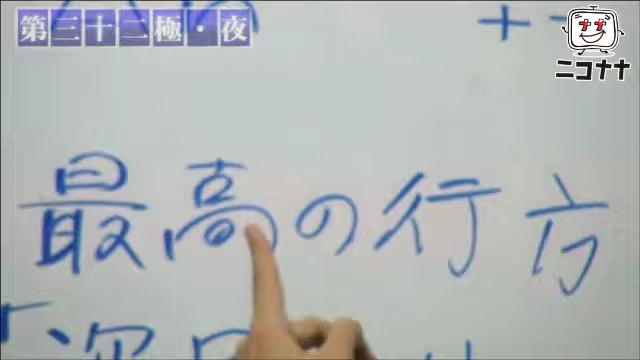 第三十二極・夜
ニコナナ
最高の行方